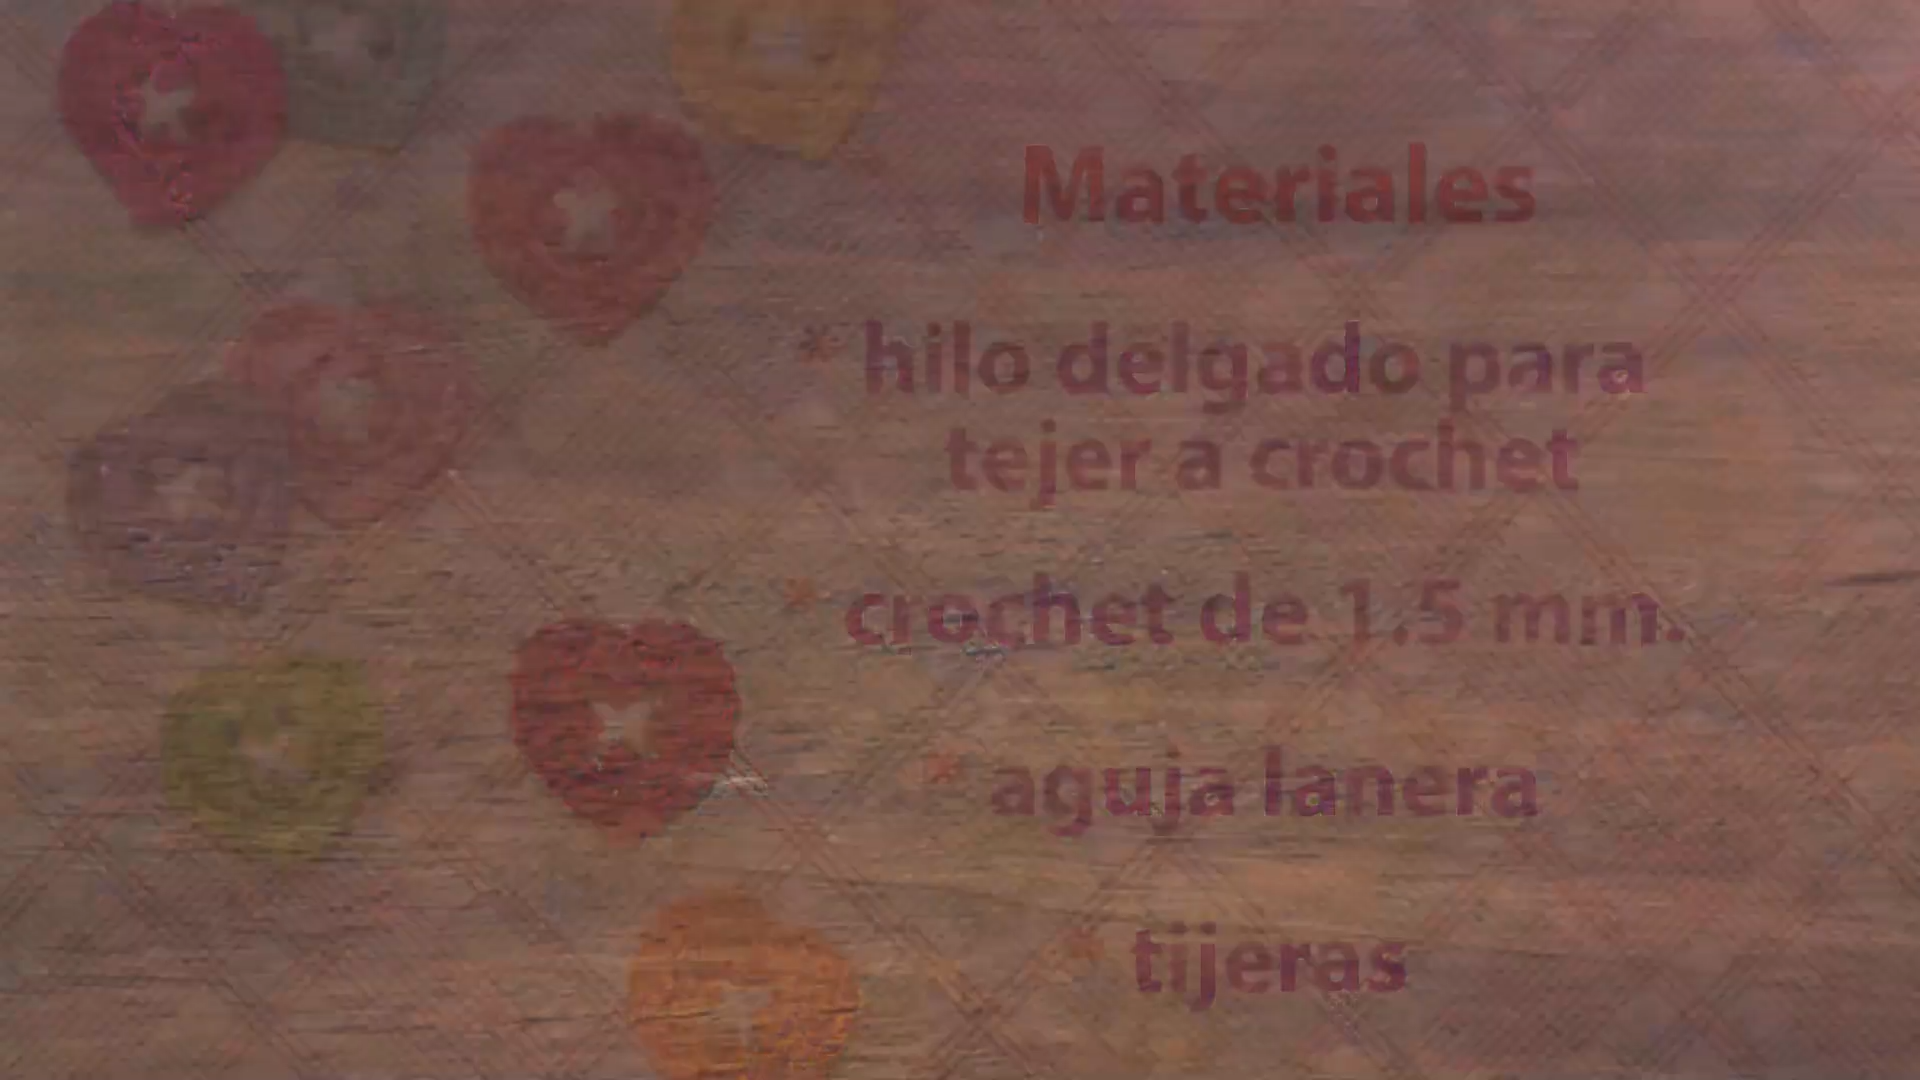 Materiales
* hilo delgado para
tejer a crochet
* crochet de 1.5 mm.
* aguja lanera
* tijeras